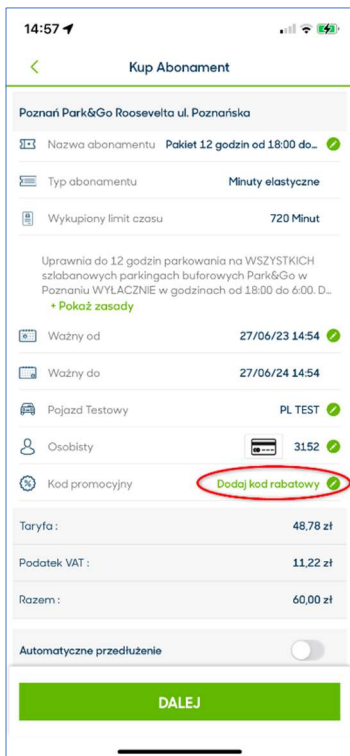 14:57
Kup Abonament
Poznań Park&Go Roosevelta ul. Poznańska
Nazwa abonamentu Pakiet 12 godzin od 18:00 do...
Typ abonamentu Minuty elastyczne
Wykupiony limit czasu 720 Minut
Uprawnia do 12 godzin parkowania na WSZYSTKICH
szlabanowych parkingach buforowych Park&Go w
Poznaniu WYŁACZNIE w godzinach od 18:00 do 6:00. D...
+ Pokaż zasady
Ważny od 27/06/23 14:54
Ważny do 27/06/24 14:54
Pojazd Testowy PL TEST
Osobisty 3152
Kod promocyjny Dodaj kod rabatowy
Taryfa : 48,78 zł
Podatek VAT : 11,22 zł
Razem : 60,00 zł
Automatyczne przedłużenie
DALEJ